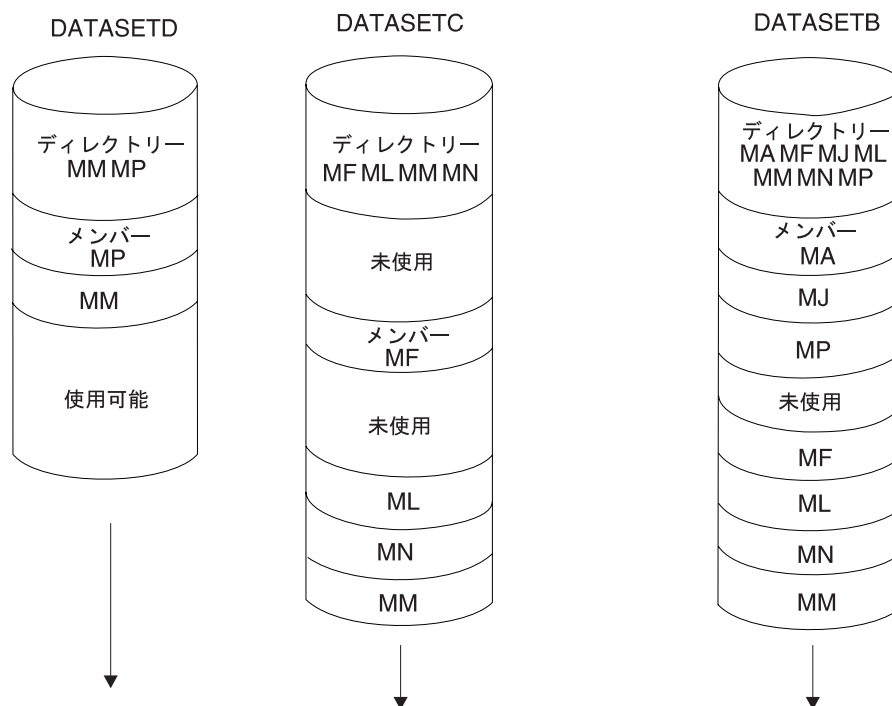 DATASETD
ディレクトリー
MM MP
メンバー
MP
MM
使用可能
DATASETC
ディレクトリー
MF ML MM MN
未使用
メンバー
MF
未使用
ML
MN
MM
DATASETB
ディレクトリー
MA MF MJ ML
MM MN MP
メンバー
MA
MJ
MP
未使用
MF
ML
MN
MM